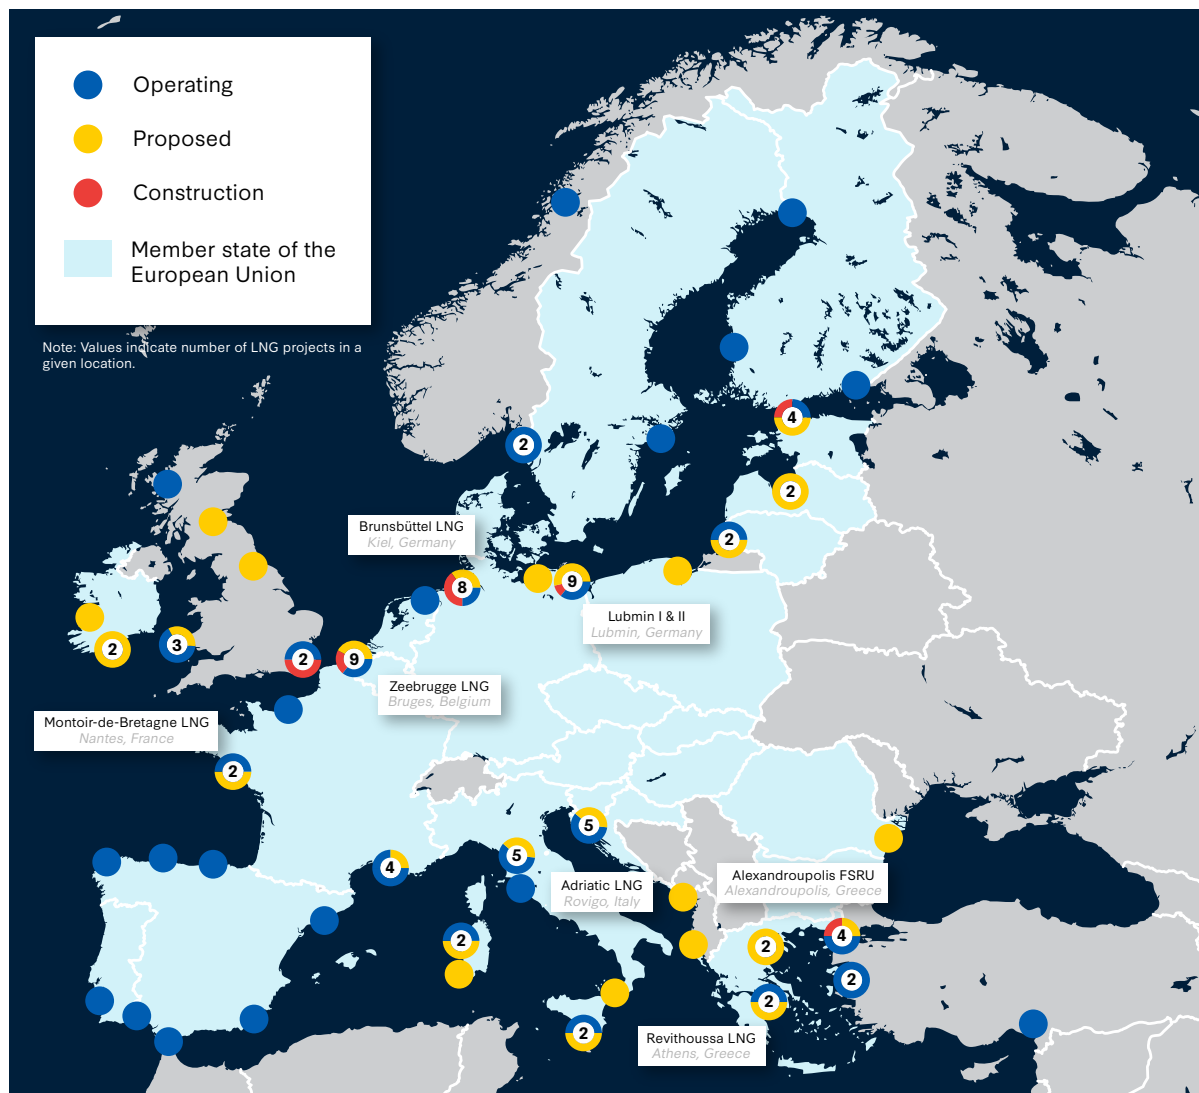 Operating
Proposed
Construction
Member state of the
European Union
Note: Values indicate number of LNG projects in a
given location.
2
4
2
Brunsbüttel LNG
Kiel, Germany
2
8
9
Lubmin I & II
Lubmin, Germany
2
3
2
9
Zeebrugge LNG
Bruges, Belgium
Montoir-de-Bretagne LNG
Nantes, France
2
5
4
5
Adriatic LNG
Rovigo, Italy
Alexandroupolis FSRU
Alexandroupolis, Greece
2
2
4
2
2
2
Revithoussa LNG
Athens, Greece